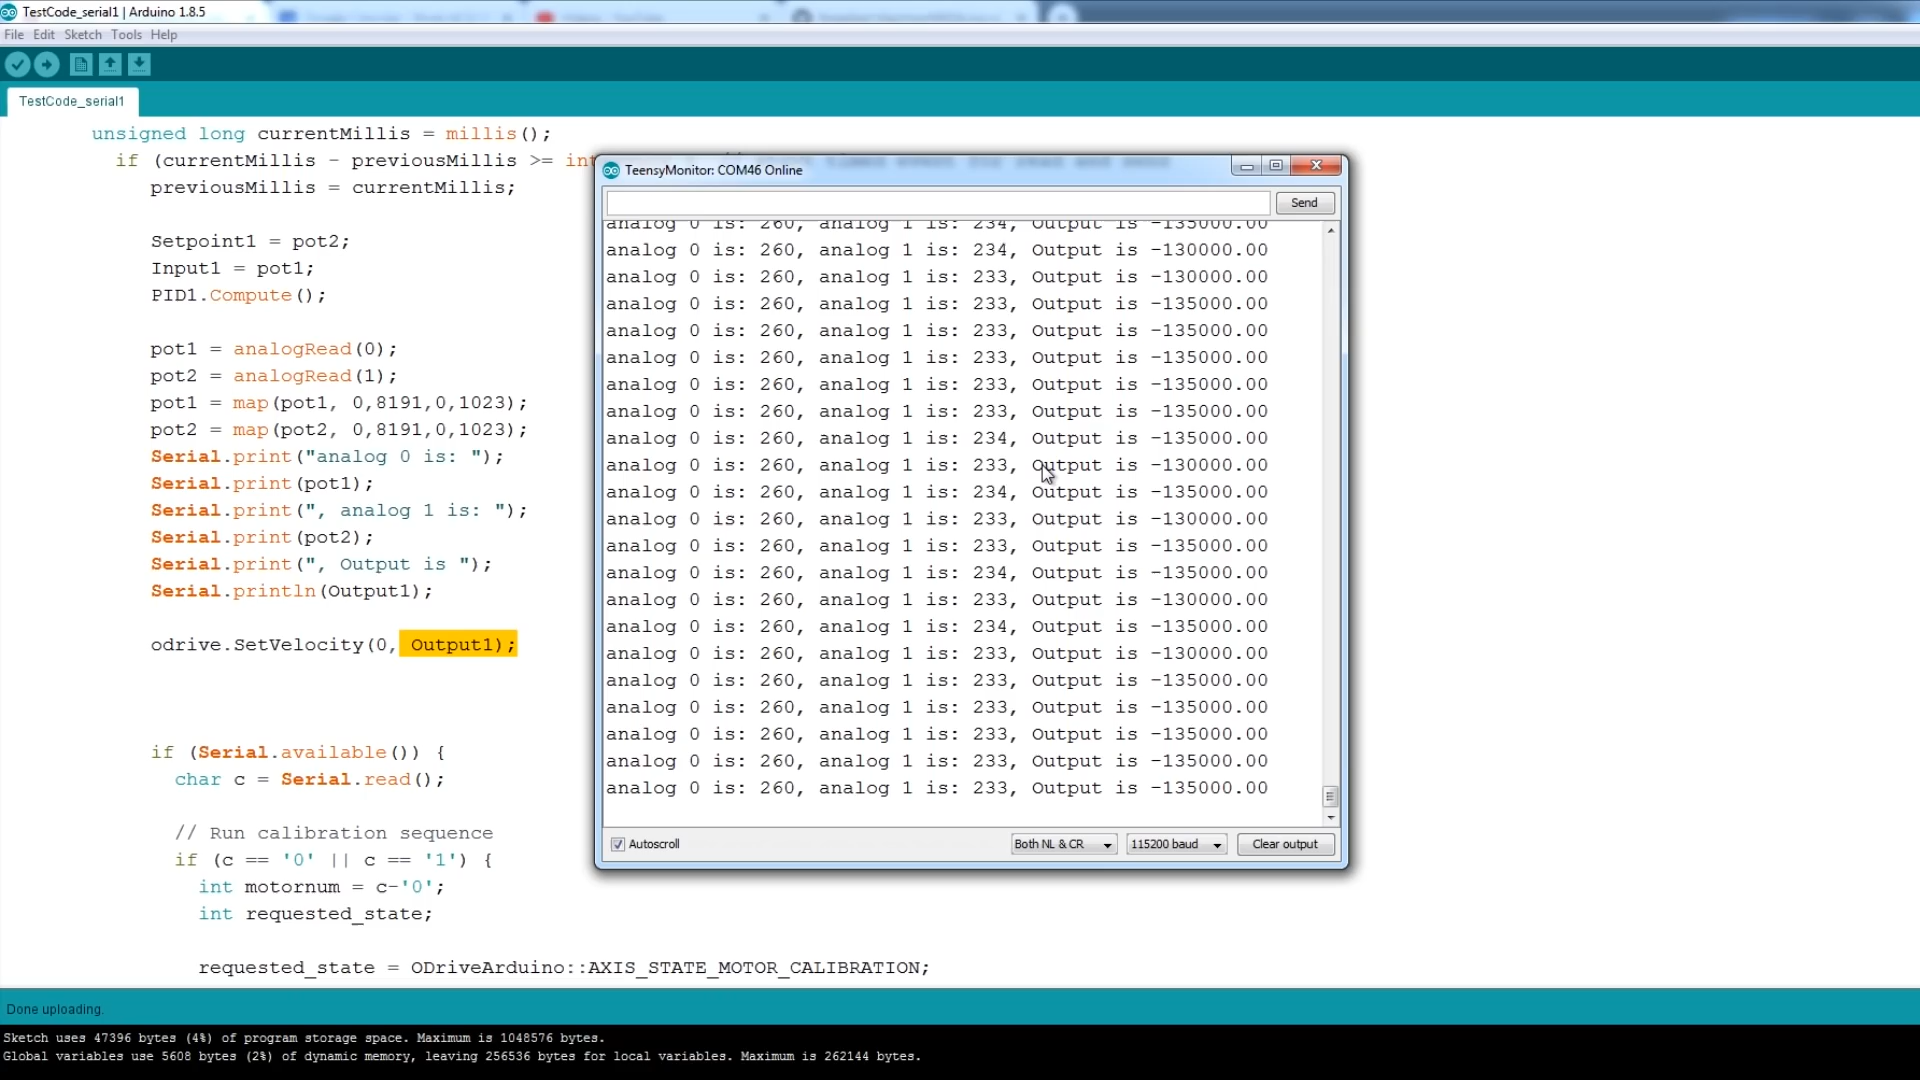 TestCode_serial1 | Arduino 1.8.5
File Edit Sketch Tools Help
TestCode_serial1
unsigned long currentMillis = millis();
if (currentMillis - previousMillis >= int
previousMillis = currentMillis;
Setpoint1 = pot2;
Input1 = pot1;
PID1.Compute();
pot1 = analogRead(0);
pot2 = analogRead(1);
pot1 = map(pot1, 0,8191,0,1023);
pot2 = map(pot2, 0,8191,0,1023);
Serial.print("analog 0 is: ");
Serial.print(pot1);
Serial.print(", analog 1 is: ");
Serial.print(pot2);
Serial.print(", Output is ");
Serial.println(Output1);
odrive.SetVelocity(0, Output1);
if (Serial.available()) {
char c = Serial.read();
// Run calibration sequence
if (c == '0' || c == '1') {
int motornum = c-'0';
int requested_state;
requested_state = ODriveArduino::AXIS_STATE_MOTOR_CALIBRATION;
TeensyMonitor: COM46 Online
Send
analog 0 is: 260, analog 1 is: 234, Output is -135000.00
analog 0 is: 260, analog 1 is: 234, Output is -130000.00
analog 0 is: 260, analog 1 is: 233, Output is -130000.00
analog 0 is: 260, analog 1 is: 233, Output is -135000.00
analog 0 is: 260, analog 1 is: 233, Output is -135000.00
analog 0 is: 260, analog 1 is: 233, Output is -135000.00
analog 0 is: 260, analog 1 is: 233, Output is -135000.00
analog 0 is: 260, analog 1 is: 233, Output is -135000.00
analog 0 is: 260, analog 1 is: 234, Output is -135000.00
analog 0 is: 260, analog 1 is: 233, Output is -130000.00
analog 0 is: 260, analog 1 is: 234, Output is -135000.00
analog 0 is: 260, analog 1 is: 233, Output is -130000.00
analog 0 is: 260, analog 1 is: 233, Output is -135000.00
analog 0 is: 260, analog 1 is: 234, Output is -135000.00
analog 0 is: 260, analog 1 is: 233, Output is -130000.00
analog 0 is: 260, analog 1 is: 234, Output is -135000.00
analog 0 is: 260, analog 1 is: 233, Output is -130000.00
analog 0 is: 260, analog 1 is: 233, Output is -135000.00
analog 0 is: 260, analog 1 is: 233, Output is -135000.00
analog 0 is: 260, analog 1 is: 233, Output is -135000.00
analog 0 is: 260, analog 1 is: 233, Output is -135000.00
analog 0 is: 260, analog 1 is: 233, Output is -135000.00
Autoscroll
Both NL & CR
115200 baud
Clear output
Done uploading.
Sketch uses 47396 bytes (4%) of program storage space. Maximum is 1048576 bytes.
Global variables use 5608 bytes (2%) of dynamic memory, leaving 256536 bytes for local variables. Maximum is 262144 bytes.